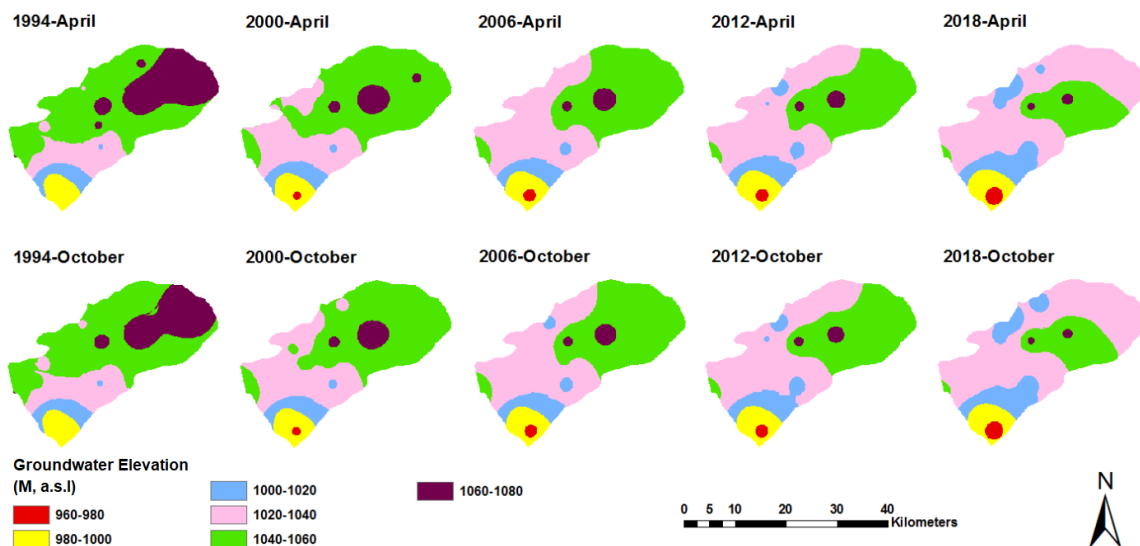 1994-April
2000-April
2006-April
2012-April
2018-April
1994-October
2000-October
2006-October
2012-October
2018-October
Groundwater Elevation
(M, a.s.l)
960-980
980-1000
1000-1020
1020-1040
1040-1060
1060-1080
0 5 10 20 30 40
Kilometers
N